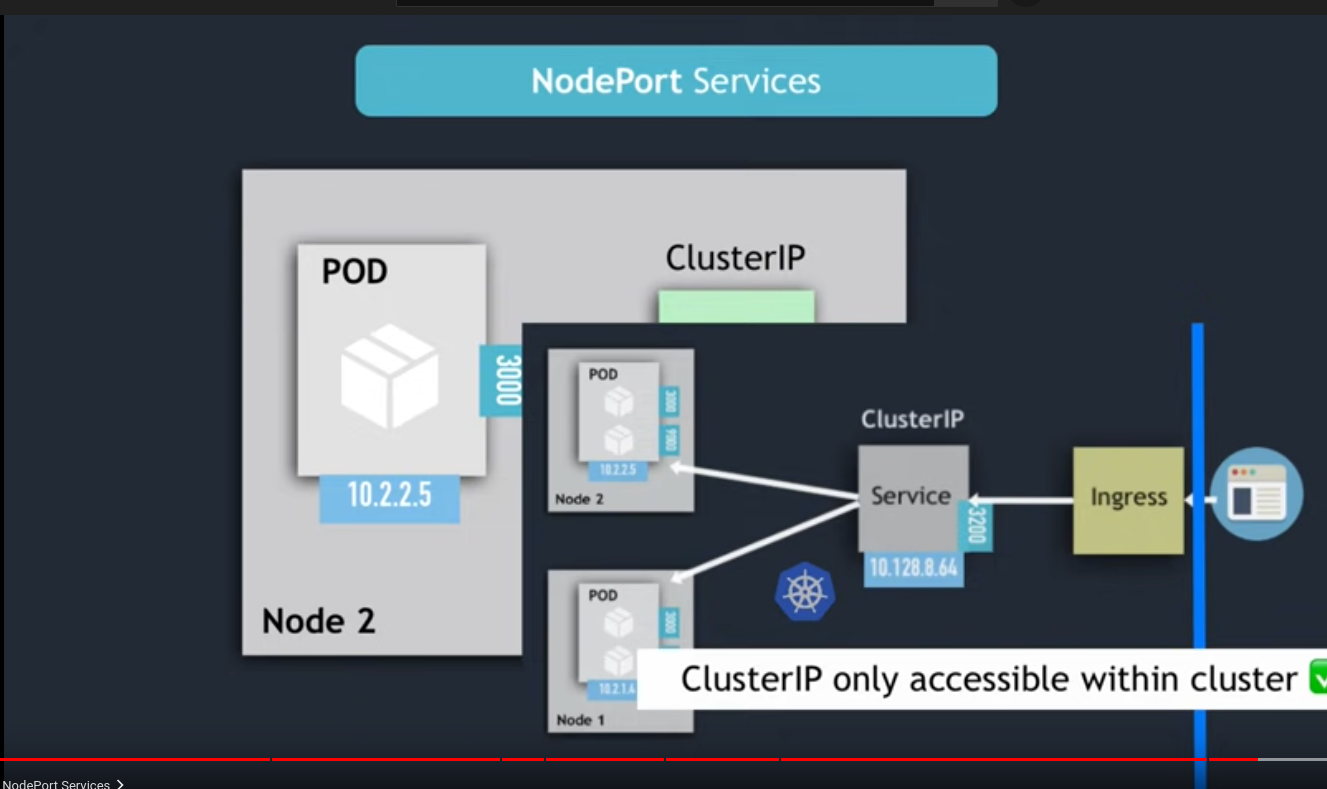 NodePort Services
POD
ClusterIP
3000
10.2.2.5
Node 2
POD
3000
9000
10.2.2.5
Node 2
ClusterIP
Service
3200
10.128.8.64
Ingress
POD
3000
10.2.1.4
Node 1
ClusterIP only accessible within cluster
NodePort Services